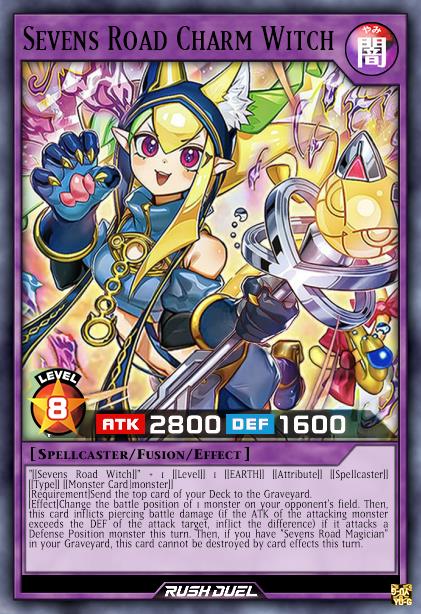 SEVENS ROAD CHARM WITCH
やみ
闇
LEVEL
8
ATK 2800 DEF 1600
[SPELLCASTER/FUSION/EFFECT]
"[[Sevens Road Witch]]" + 1 [[Level]] 1 [[EARTH]] [[Attribute]] [[Spellcaster]]
[[Type]] [[Monster Card|monster]]
[Requirement]Send the top card of your Deck to the Graveyard.
[Effect]Change the battle position of 1 monster on your opponent's field. Then,
this card inflicts piercing battle damage (if the ATK of the attacking monster
exceeds the DEF of the attack target, inflict the difference) if it attacks a
Defense Position monster this turn. Then, if you have "Sevens Road Magician"
in your Graveyard, this card cannot be destroyed by card effects this turn.
RUSH DUEL